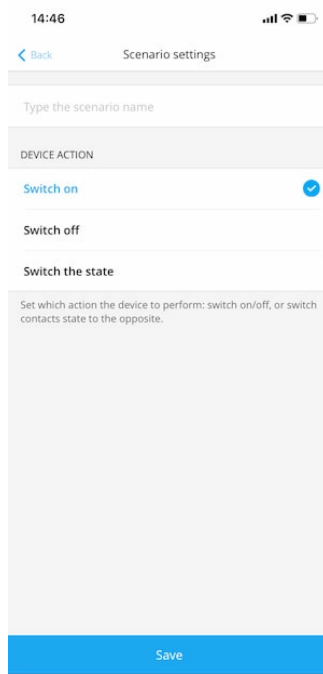 14:46
Back
Scenario settings
Type the scenario name
DEVICE ACTION
Switch on
Switch off
Switch the state
Set which action the device to perform: switch on/off, or switch
contacts state to the opposite.
Save